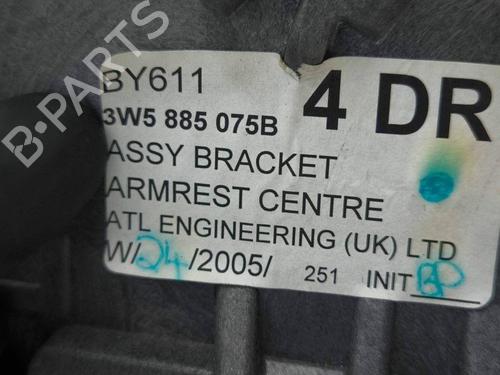 B-PARTS
BY611 4 DR
3W5 885 075B
ASSY BRACKET
ARMREST CENTRE
ATL ENGINEERING (UK) LTD
W/24/2005/ 251 INIT BP